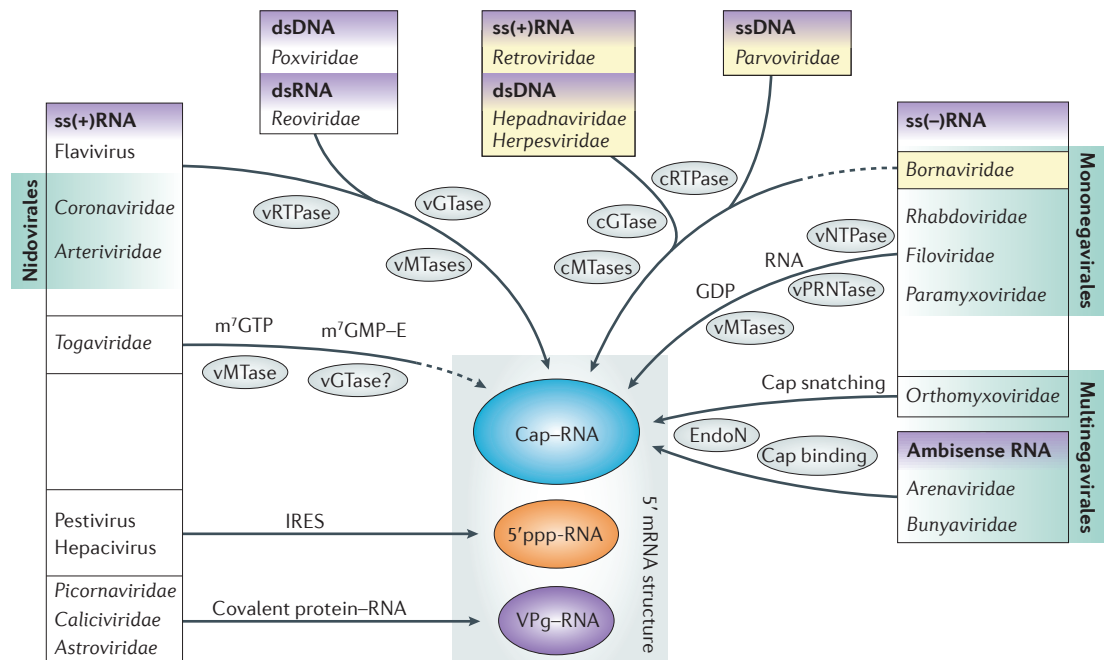 dsDNA
Poxviridae
dsRNA
Reoviridae
ss(+)RNA
Retroviridae
dsDNA
Hepadnaviridae
Herpesviridae
ssDNA
Parvoviridae
ss(+)RNA
Flavivirus
Nidovirales
Coronaviridae
Arteriviridae
Togaviridae
Pestivirus
Hepacivirus
Picornaviridae
Caliciviridae
Astroviridae
vRTPase
vGTase
vMTases
m⁷GTP
m⁷GMP–E
vMTase
vGTase?
IRES
Covalent protein–RNA
cRTPase
cGTase
cMTases
vNTPase
RNA
vPRNTase
GDP
vMTases
Cap snatching
EndoN
Cap binding
Cap–RNA
5′ppp-RNA
VPg–RNA
5′ mRNA structure
ss(–)RNA
Bornaviridae
Rhabdoviridae
Filoviridae
Paramyxoviridae
Mononegavirales
Orthomyxoviridae
Ambisense RNA
Arenaviridae
Bunyaviridae
Multinegavirales